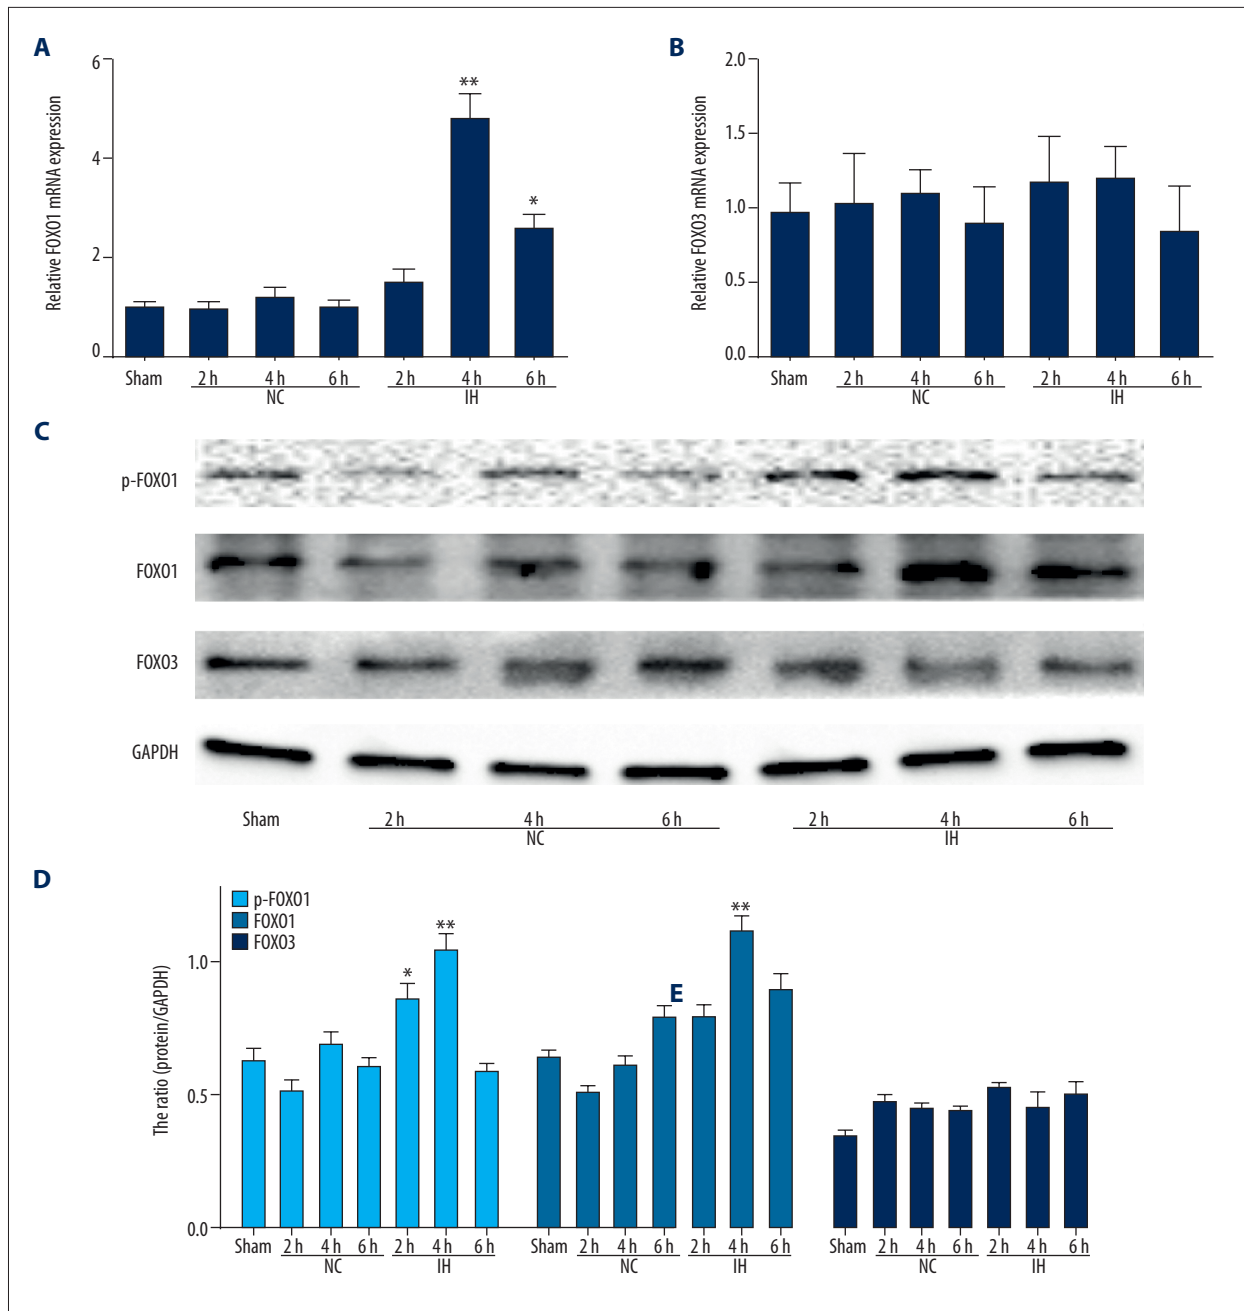 A
Relative FOXO1 mRNA expression
6
4
2
0
**
*
Sham 2 h 4 h 6 h 2 h 4 h 6 h
NC IH
B
Relative FOXO3 mRNA expression
2.0
1.5
1.0
0.5
0.0
Sham 2 h 4 h 6 h 2 h 4 h 6 h
NC IH
C
p-FOXO1
FOXO1
FOXO3
GAPDH
Sham 2 h 4 h 6 h 2 h 4 h 6 h
NC IH
D
p-FOXO1
FOXO1
FOXO3
The ratio (protein/GAPDH)
1.0
0.5
0.0
*
**
**
E
Sham 2 h 4 h 6 h 2 h 4 h 6 h Sham 2 h 4 h 6 h 2 h 4 h 6 h Sham 2 h 4 h 6 h 2 h 4 h 6 h
NC IH NC IH NC IH